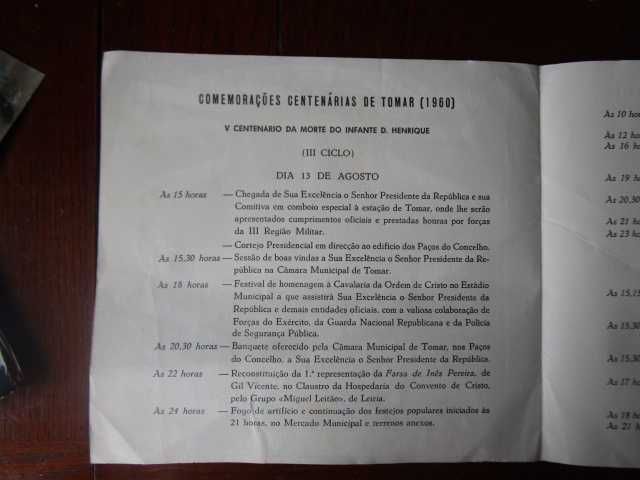 COMEMORAÇÕES CENTENÁRIAS DE TOMAR (1960)
V CENTENARIO DA MORTE DO INFANTE D. HENRIQUE
(III CICLO)
DIA 13 DE AGOSTO
Às 15 horas — Chegada de Sua Excelência o Senhor Presidente da República e sua
Comitiva em comboio especial à estação de Tomar, onde lhe serão
apresentados cumprimentos oficiais e prestadas honras por forças
da III Região Militar.
— Cortejo Presidencial em direcção ao edifício dos Paços do Concelho.
Às 15,30 horas — Sessão de boas vindas a Sua Excelência o Senhor Presidente da Re-
pública na Câmara Municipal de Tomar.
Às 18 horas — Festival de homenagem à Cavalaria da Ordem de Cristo no Estádio
Municipal a que assistirá Sua Excelência o Senhor Presidente da
República e demais entidades oficiais, com a valiosa colaboração de
Forças do Exército, da Guarda Nacional Republicana e da Polícia
de Segurança Pública.
Às 20,30 horas — Banquete oferecido pela Câmara Municipal de Tomar, nos Paços
do Concelho, a Sua Excelência o Senhor Presidente da República.
Às 22 horas — Reconstituição da 1.ª representação da Farsa de Inês Pereira, de
Gil Vicente, no Claustro da Hospedaria do Convento de Cristo,
pelo Grupo «Miguel Leitão», de Leiria.
Às 24 horas — Fogo de artifício e continuação dos festejos populares iniciados às
21 horas, no Mercado Municipal e terrenos anexos.
Às 10 hor
Às 12 hor
Às 16 ho
Às 19 ho
Às 20,30
Às 21 ho
Às 23 ho
Às 15,15
Às 15,30
Às 15,30
Às 17 ho
Às 18 ho
Às 21 ho